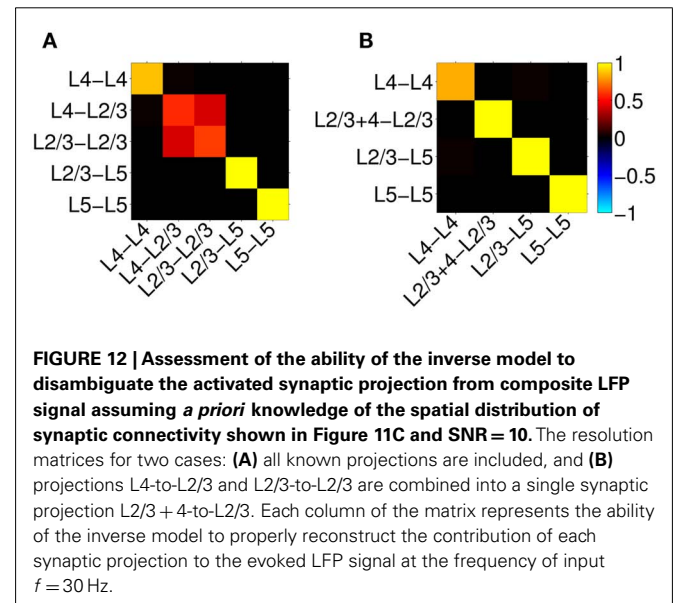 A
L4–L4
L4–L2/3
L2/3–L2/3
L2/3–L5
L5–L5
L4–L4
L4–L2/3
L2/3–L2/3
L2/3–L5
L5–L5
B
L4–L4
L2/3+4–L2/3
L2/3–L5
L5–L5
L4–L4
L2/3+4–L2/3
L2/3–L5
L5–L5
1
0.5
0
−0.5
−1
FIGURE 12 | Assessment of the ability of the inverse model to
disambiguate the activated synaptic projection from composite LFP
signal assuming a priori knowledge of the spatial distribution of
synaptic connectivity shown in Figure 11C and SNR = 10. The resolution
matrices for two cases: (A) all known projections are included, and (B)
projections L4-to-L2/3 and L2/3-to-L2/3 are combined into a single synaptic
projection L2/3 + 4-to-L2/3. Each column of the matrix represents the ability
of the inverse model to properly reconstruct the contribution of each
synaptic projection to the evoked LFP signal at the frequency of input
f = 30 Hz.